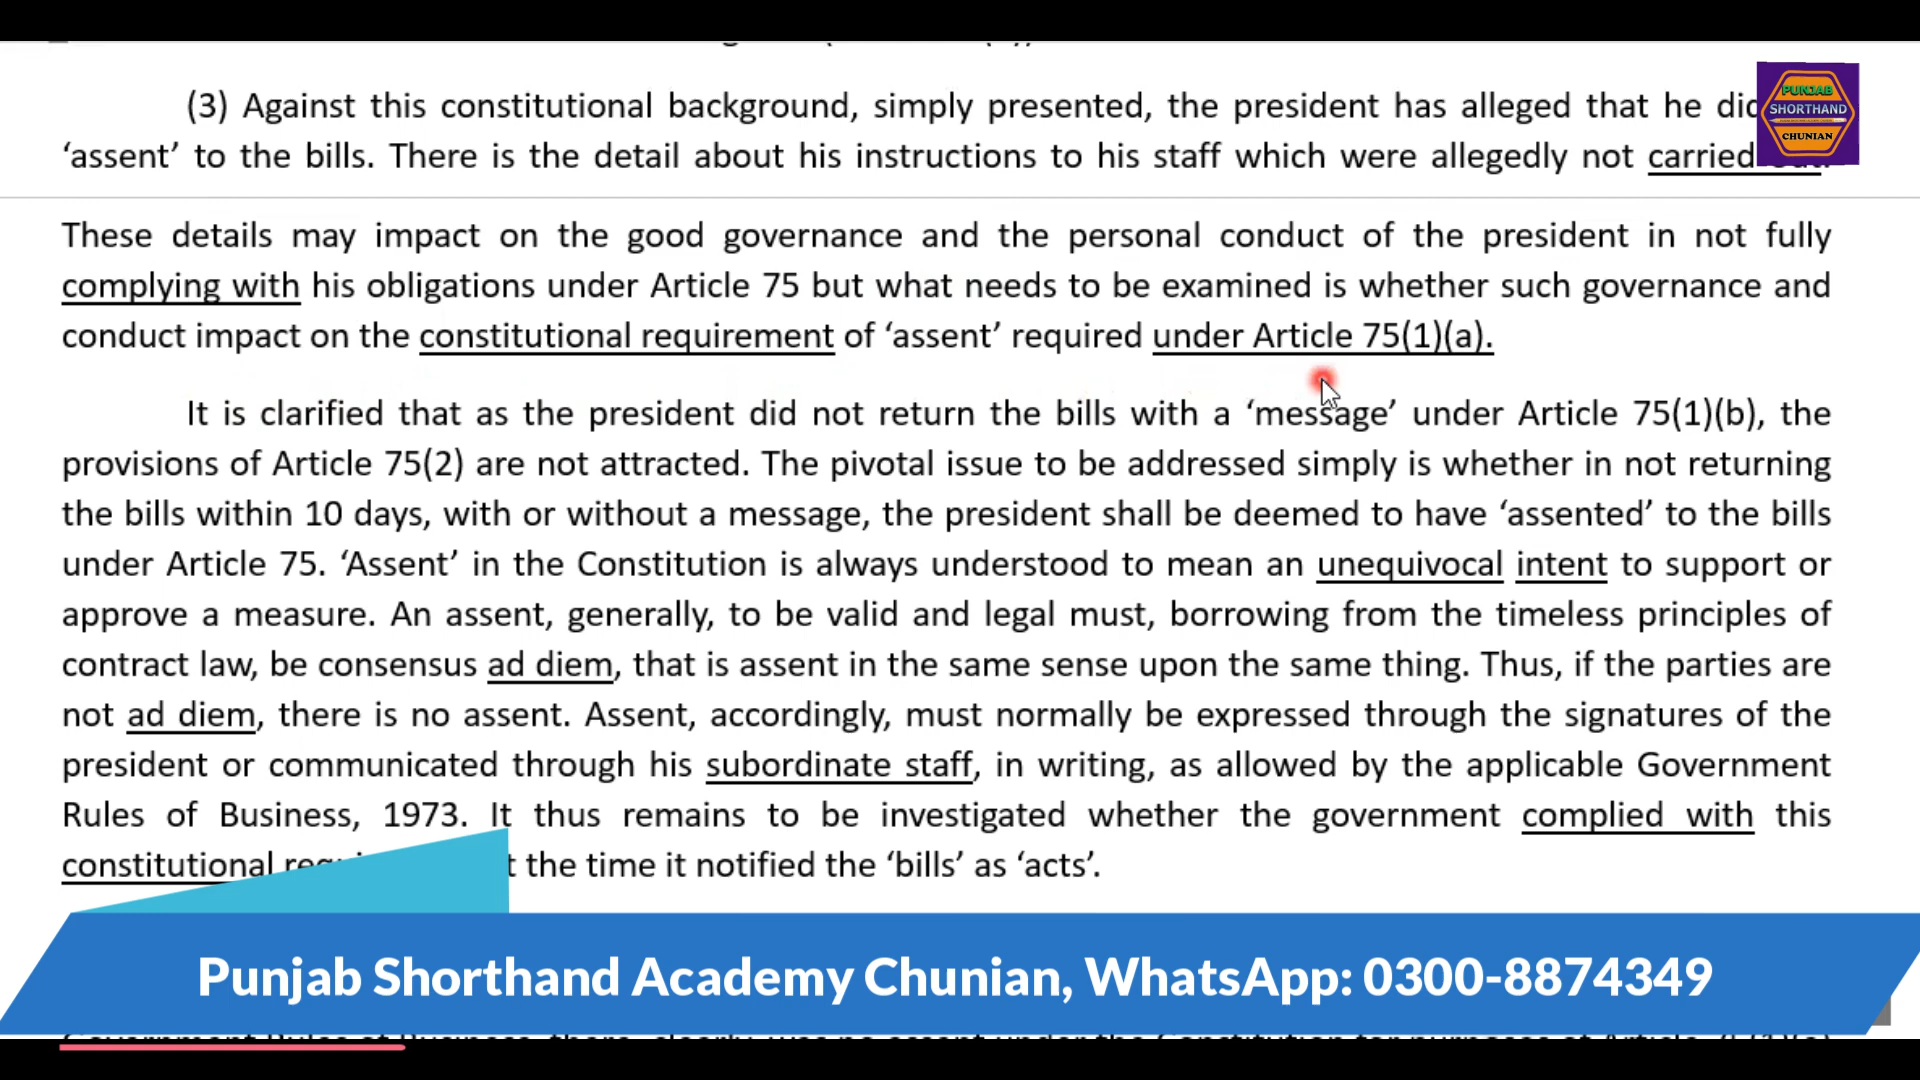 (3) Against this constitutional background, simply presented, the president has alleged that he did
PUNJAB
SHORTHAND
CHUNIAN
‘assent’ to the bills. There is the detail about his instructions to his staff which were allegedly not carried out.
These details may impact on the good governance and the personal conduct of the president in not fully
complying with his obligations under Article 75 but what needs to be examined is whether such governance and
conduct impact on the constitutional requirement of ‘assent’ required under Article 75(1)(a).
It is clarified that as the president did not return the bills with a ‘message’ under Article 75(1)(b), the
provisions of Article 75(2) are not attracted. The pivotal issue to be addressed simply is whether in not returning
the bills within 10 days, with or without a message, the president shall be deemed to have ‘assented’ to the bills
under Article 75. ‘Assent’ in the Constitution is always understood to mean an unequivocal intent to support or
approve a measure. An assent, generally, to be valid and legal must, borrowing from the timeless principles of
contract law, be consensus ad diem, that is assent in the same sense upon the same thing. Thus, if the parties are
not ad diem, there is no assent. Assent, accordingly, must normally be expressed through the signatures of the
president or communicated through his subordinate staff, in writing, as allowed by the applicable Government
Rules of Business, 1973. It thus remains to be investigated whether the government complied with this
constitutional the time it notified the ‘bills’ as ‘acts’.
Punjab Shorthand Academy Chunian, WhatsApp: 0300-8874349